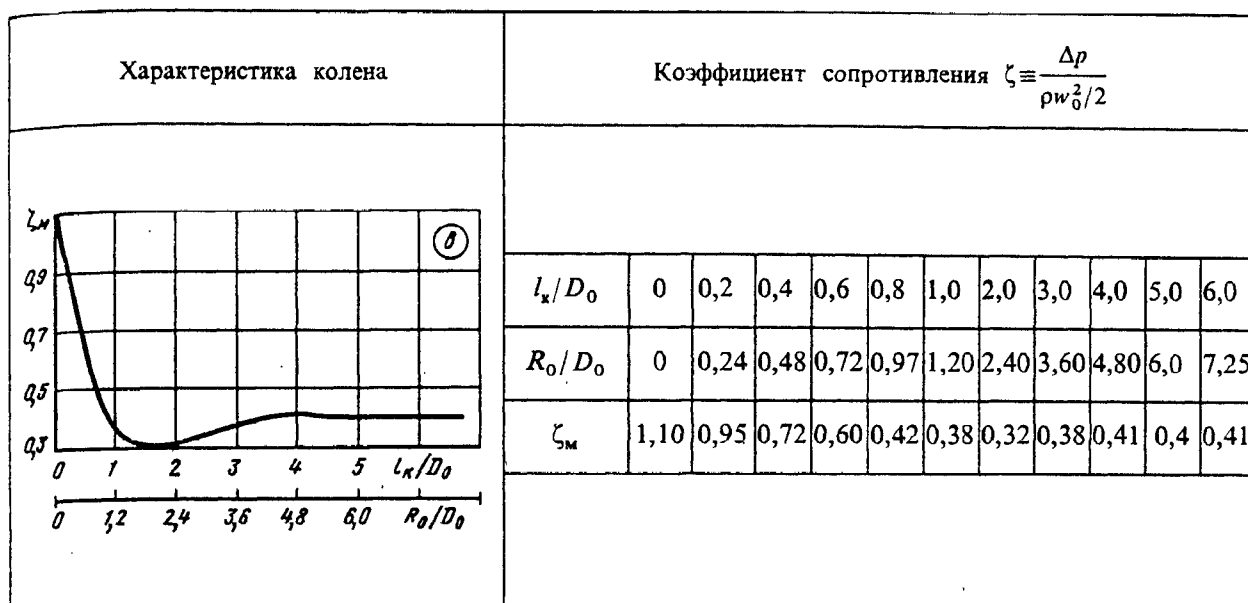 Характеристика колена
Коэффициент сопротивления ζ≡Δp/(ρw₀²/2)
ζм
0,9
0,7
0,5
0,3
в
0 1 2 3 4 5 lк/D₀
0 1,2 2,4 3,6 4,8 6,0 R₀/D₀
lк/D₀ 0 0,2 0,4 0,6 0,8 1,0 2,0 3,0 4,0 5,0 6,0
R₀/D₀ 0 0,24 0,48 0,72 0,97 1,20 2,40 3,60 4,80 6,0 7,25
ζм 1,10 0,95 0,72 0,60 0,42 0,38 0,32 0,38 0,41 0,4 0,41